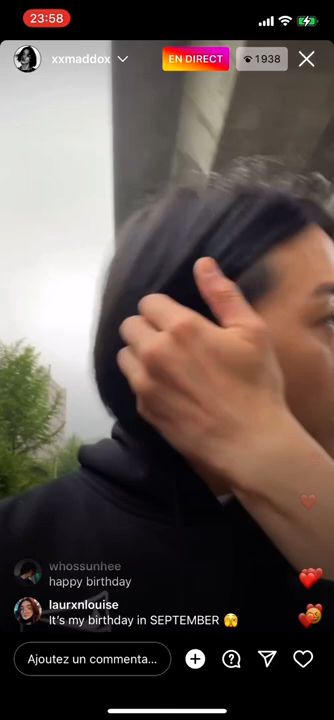 23:58
xxmaddox
EN DIRECT
1938
whossunhee
happy birthday
laurxnlouise
It's my birthday in SEPTEMBER 🫣
Ajoutez un commenta...